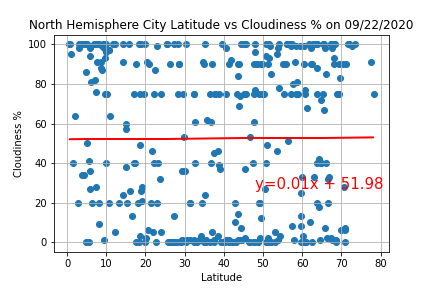 North Hemisphere City Latitude vs Cloudiness % on 09/22/2020
100
80
60
40
20
0
Cloudiness %
y=0.01x + 51.98
0 10 20 30 40 50 60 70 80
Latitude